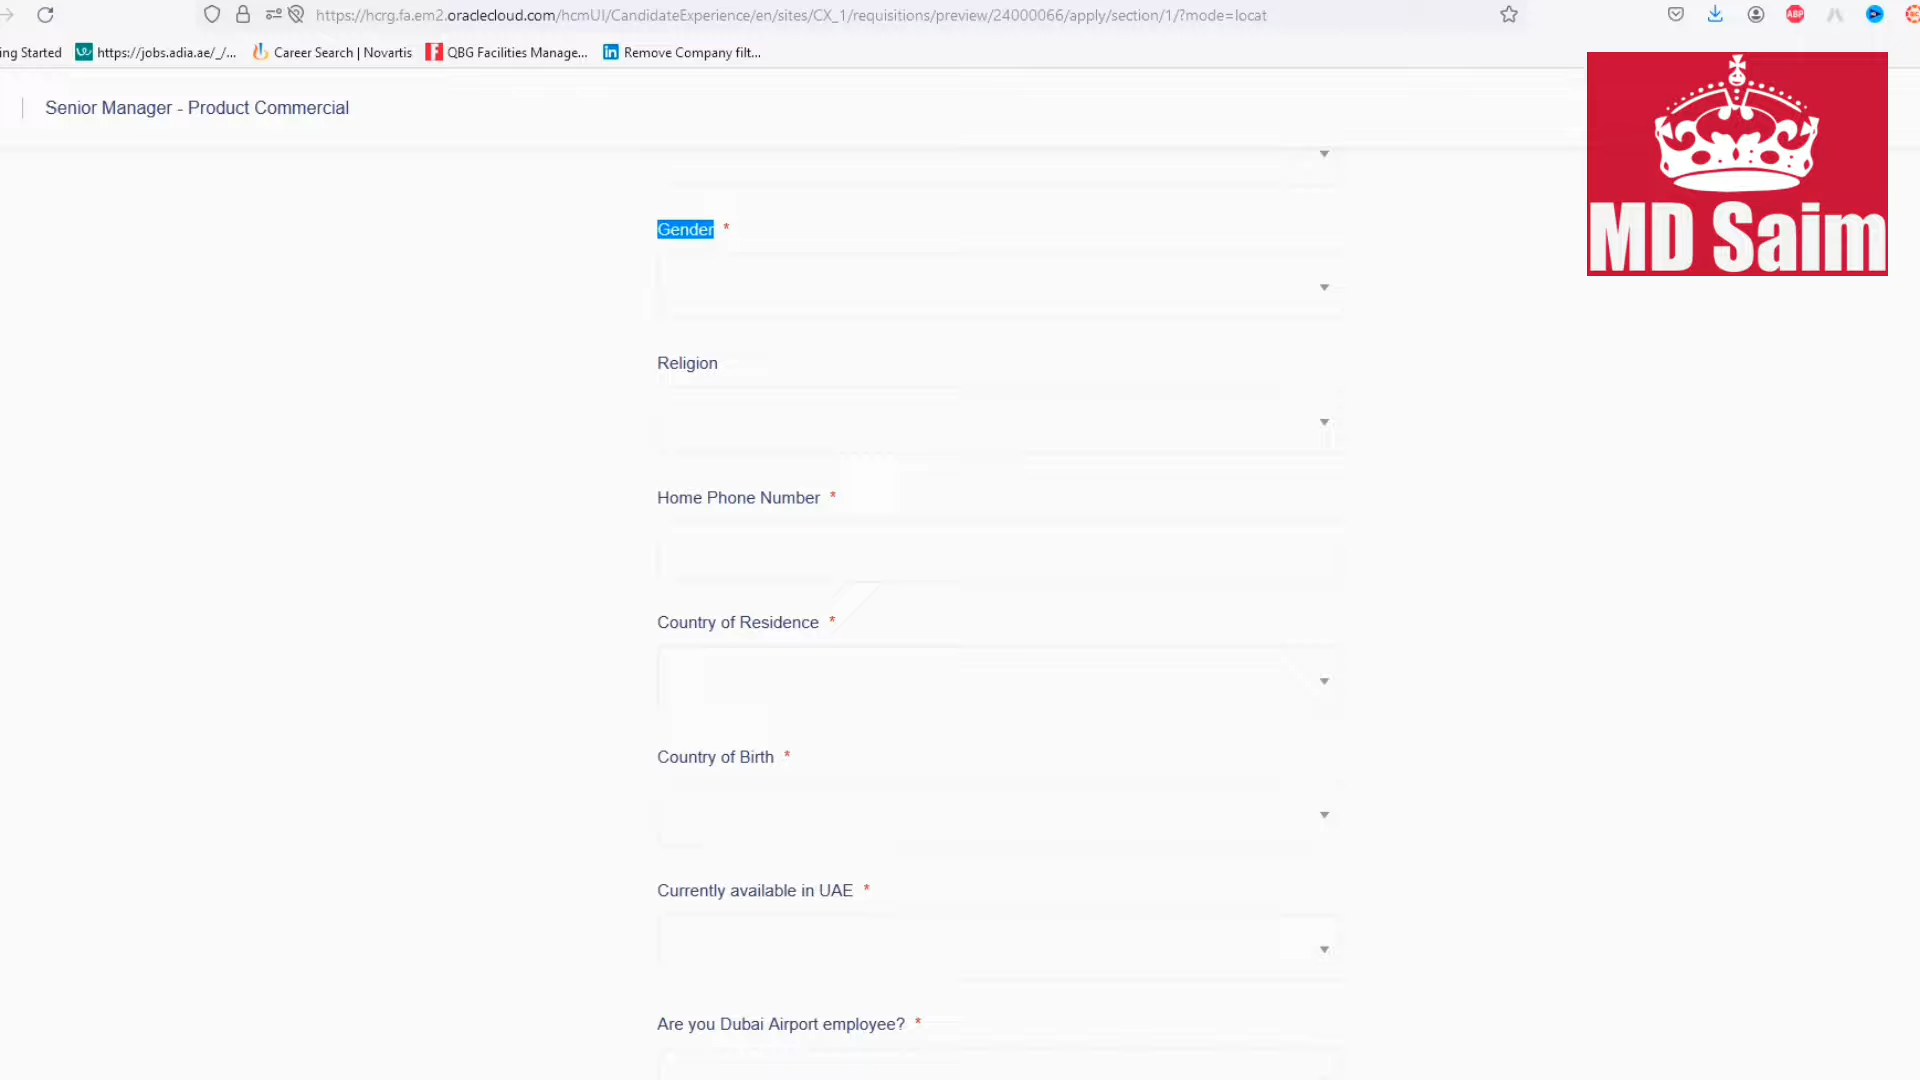 https://hcrg.fa.em2.oraclecloud.com/hcmUI/CandidateExperience/en/sites/CX_1/requisitions/preview/24000066/apply/section/1/?mode=locat
ABP
ing Started https://jobs.adia.ae/_/... Career Search | Novartis QBG Facilities Manage... Remove Company filt...
Senior Manager - Product Commercial
MD Saim
Gender *
Religion
Home Phone Number *
Country of Residence *
Country of Birth *
Currently available in UAE *
Are you Dubai Airport employee? *